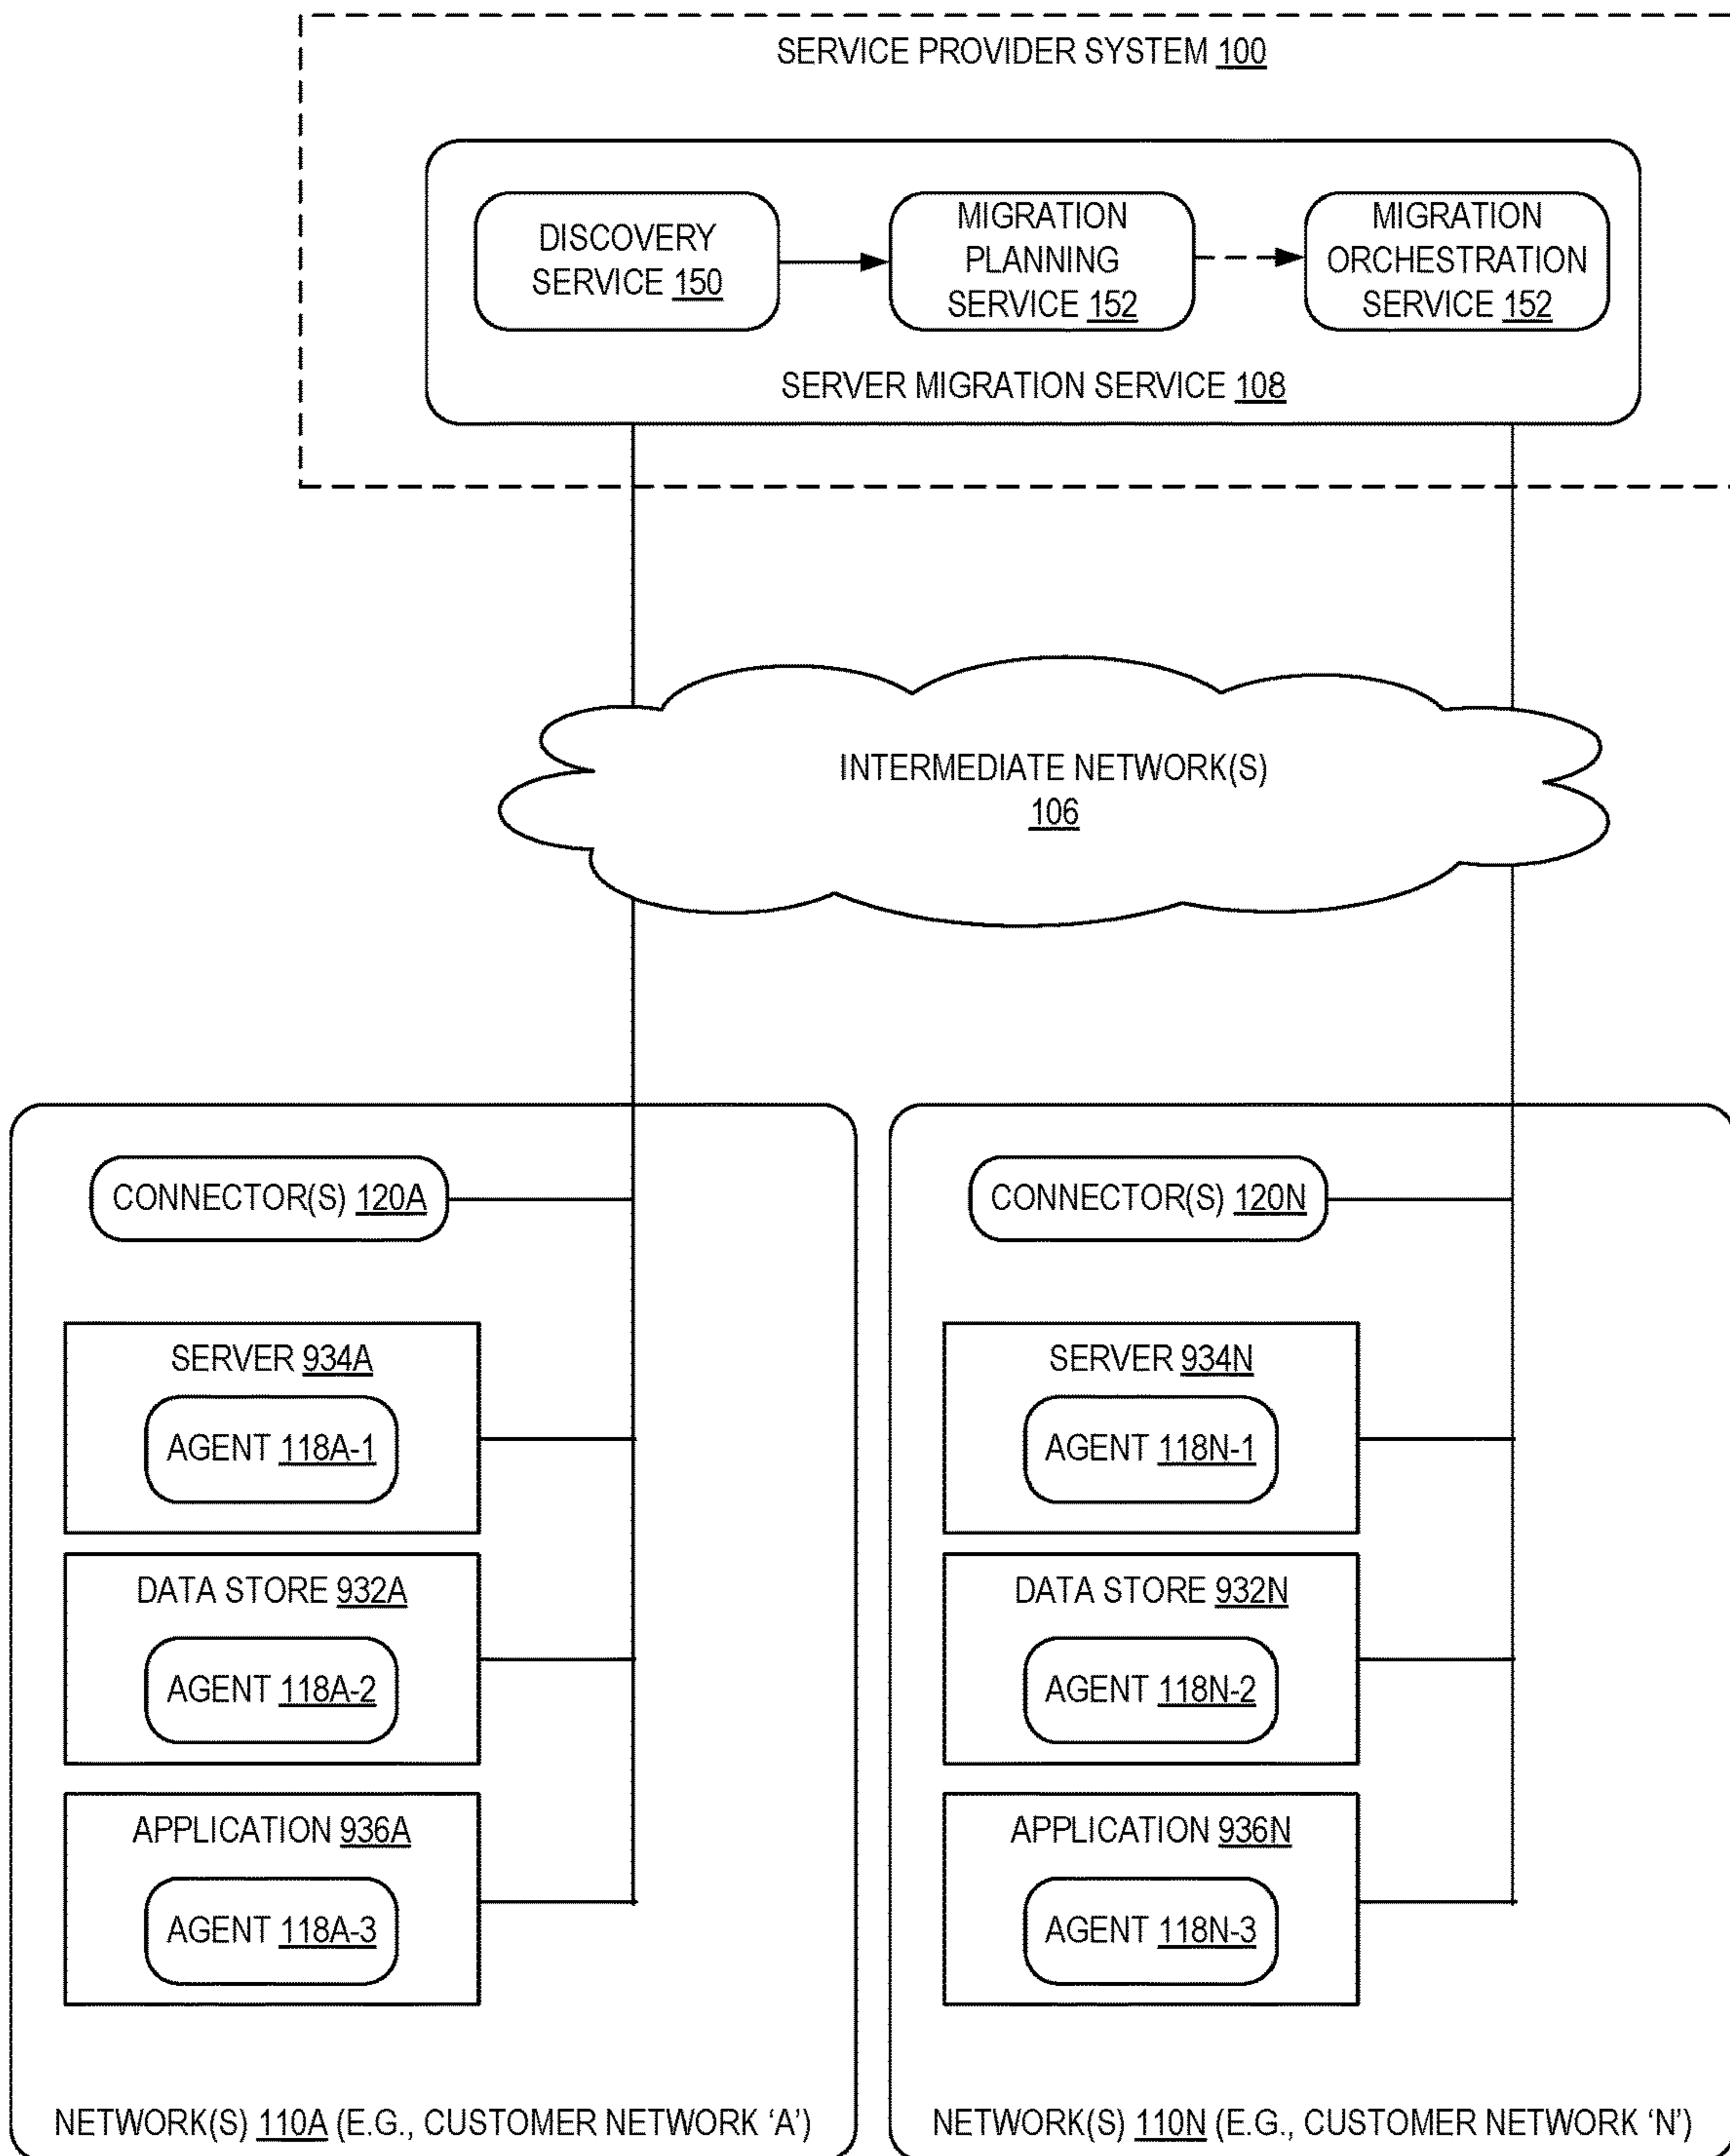 SERVICE PROVIDER SYSTEM 100
DISCOVERY
SERVICE 150
MIGRATION
PLANNING
SERVICE 152
MIGRATION
ORCHESTRATION
SERVICE 152
SERVER MIGRATION SERVICE 108
INTERMEDIATE NETWORK(S)
106
CONNECTOR(S) 120A
SERVER 934A
AGENT 118A-1
DATA STORE 932A
AGENT 118A-2
APPLICATION 936A
AGENT 118A-3
NETWORK(S) 110A (E.G., CUSTOMER NETWORK ‘A’)
CONNECTOR(S) 120N
SERVER 934N
AGENT 118N-1
DATA STORE 932N
AGENT 118N-2
APPLICATION 936N
AGENT 118N-3
NETWORK(S) 110N (E.G., CUSTOMER NETWORK ‘N’)